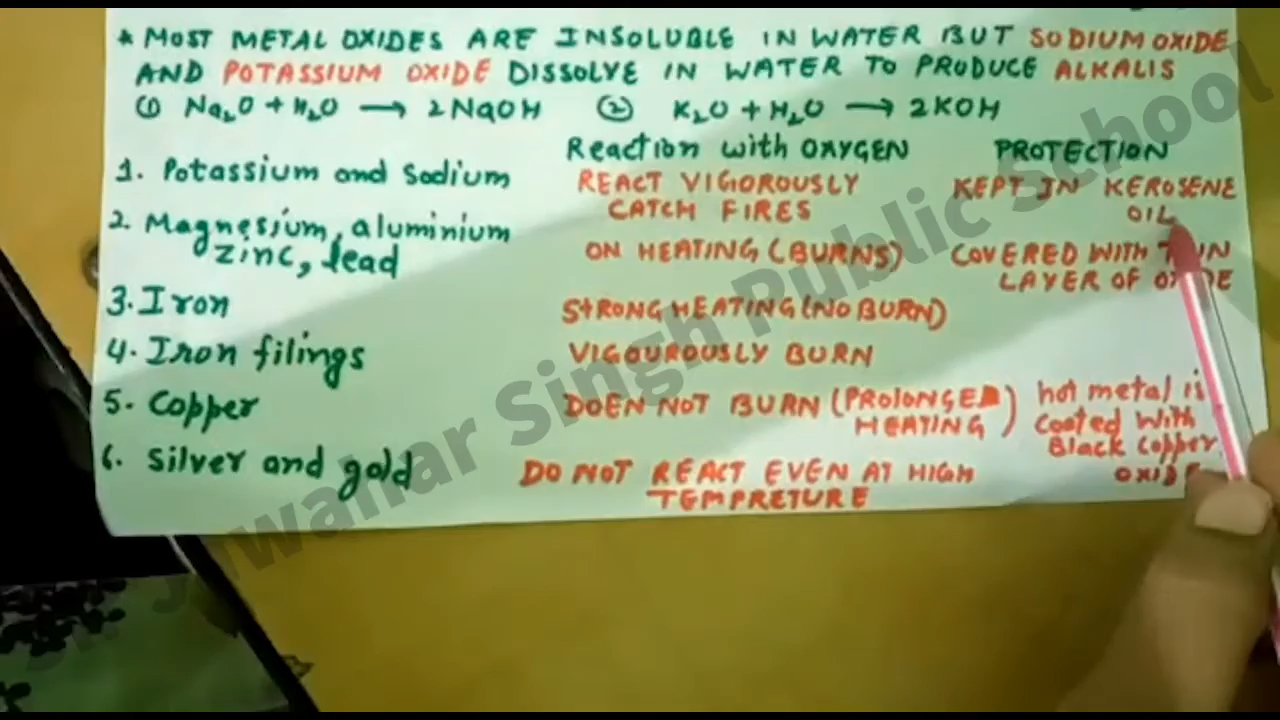 * MOST METAL OXIDES ARE INSOLUBLE IN WATER BUT SODIUM OXIDE
AND POTASSIUM OXIDE DISSOLVE IN WATER TO PRODUCE ALKALIS
① Na₂O + H₂O → 2NaOH ② K₂O + H₂O → 2KOH
Reaction with OXYGEN PROTECTION
1. Potassium and Sodium REACT VIGOROUSLY KEPT IN KEROSENE
CATCH FIRES OIL
2. Magnesium, aluminium ON HEATING (BURNS) COVERED WITH THIN
zinc, lead LAYER OF OXIDE
3. Iron STRONG HEATING (NO BURN)
4. Iron filings VIGOUROUSLY BURN
5. Copper DOEN NOT BURN (PROLONGED hot metal is
HEATING) Coated With
Black Copper
6. Silver and gold DO NOT REACT EVEN AT HIGH OXIDE
TEMPRETURE
Jawahar Singh Public School